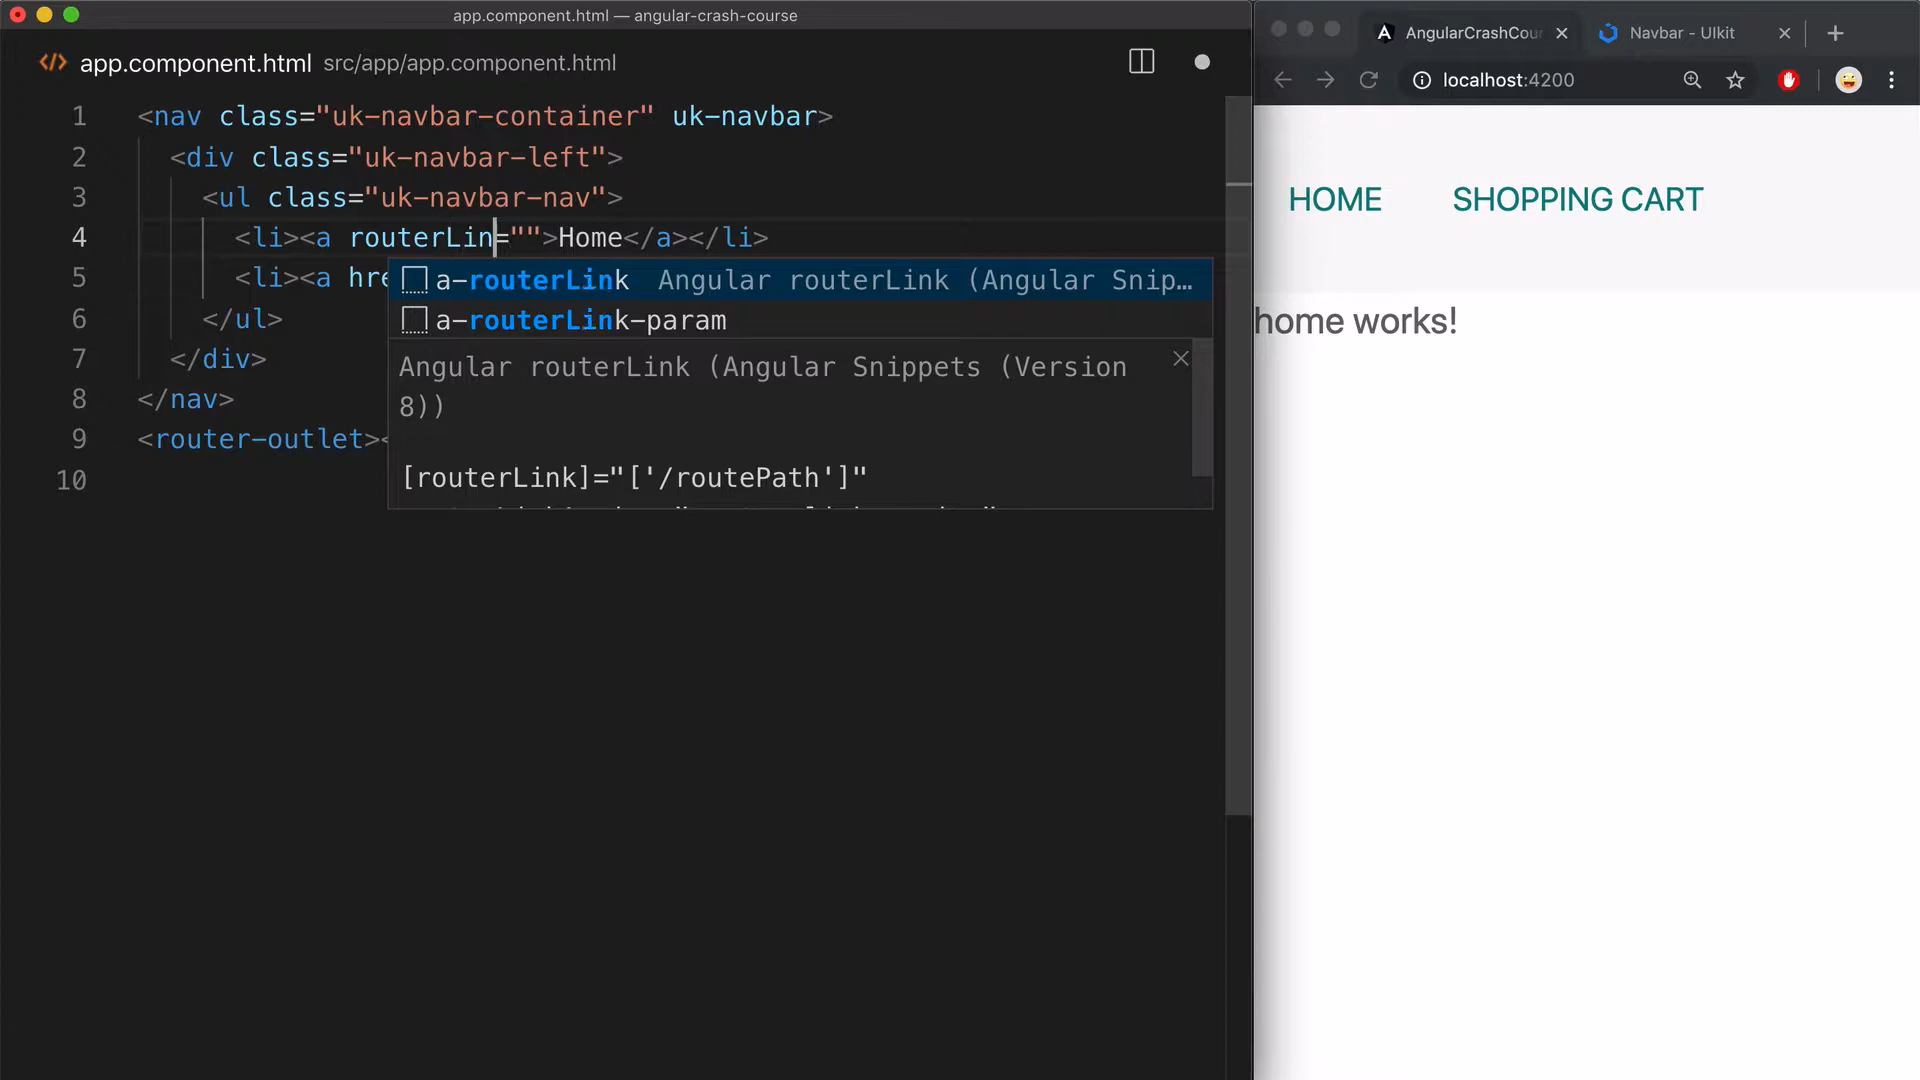 app.component.html — angular-crash-course
app.component.html src/app/app.component.html
1 <nav class="uk-navbar-container" uk-navbar>
2 <div class="uk-navbar-left">
3 <ul class="uk-navbar-nav">
4 <li><a routerLin="">Home</a></li>
5 <li><a hre
a-routerLink Angular routerLink (Angular Snip…
6 </ul>
a-routerLink-param
7 </div>
Angular routerLink (Angular Snippets (Version
8 </nav>
8))
9 <router-outlet><
10
[routerLink]="['/routePath']"
AngularCrashCour
Navbar - UIkit
localhost:4200
HOME SHOPPING CART
home works!